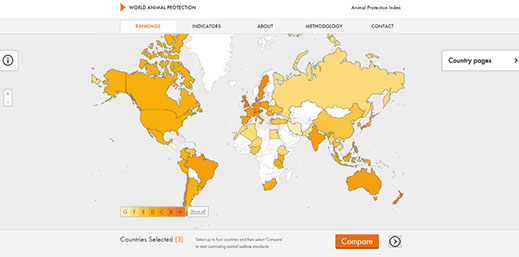 WORLD ANIMAL PROTECTION
Animal Protection Index
RANKINGS INDICATORS ABOUT METHODOLOGY CONTACT
Country pages
G F E D C B A Show all
Countries Selected (3)
Select up to four countries and then select 'Compare'
to start contrasting animal welfare standards
Compare